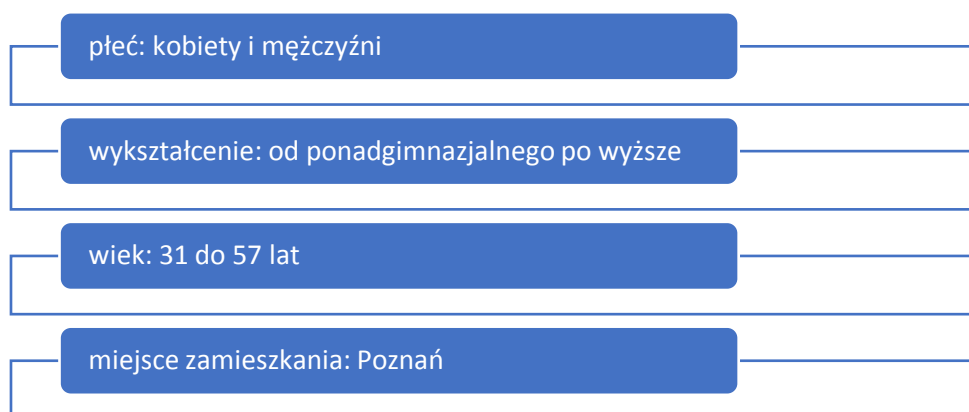 płeć: kobiety i mężczyźni
wykształcenie: od ponadgimnazjalnego po wyższe
wiek: 31 do 57 lat
miejsce zamieszkania: Poznań